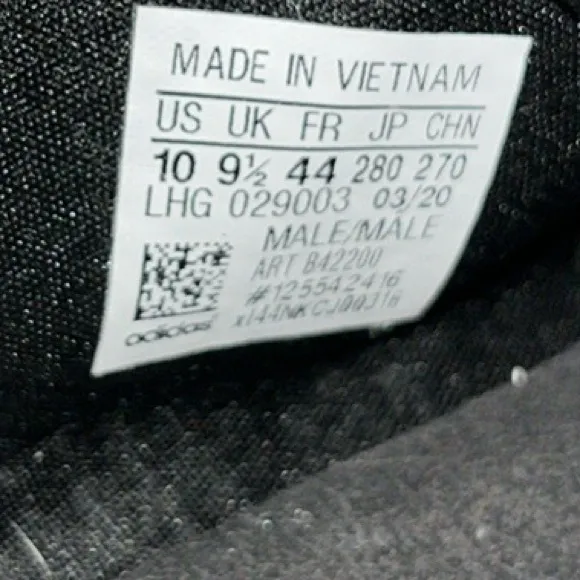 MADE IN VIETNAM
US UK FR JP CHN
10 9½ 44 280 270
LHG 029003 03/20
MALE/MALE
ART B42200
#125542416
adidas